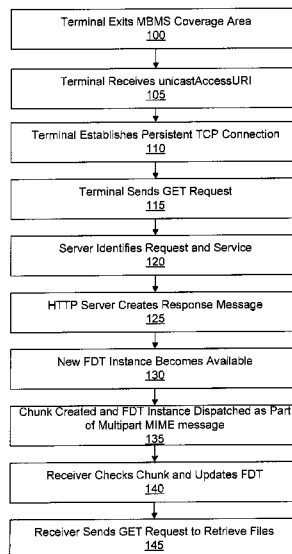 Terminal Exits MBMS Coverage Area
100
Terminal Receives unicastAccessURI
105
Terminal Establishes Persistent TCP Connection
110
Terminal Sends GET Request
115
Server Identifies Request and Service
120
HTTP Server Creates Response Message
125
New FDT Instance Becomes Available
130
Chunk Created and FDT Instance Dispatched as Part
of Multipart MIME message
135
Receiver Checks Chunk and Updates FDT
140
Receiver Sends GET Request to Retrieve Files
145